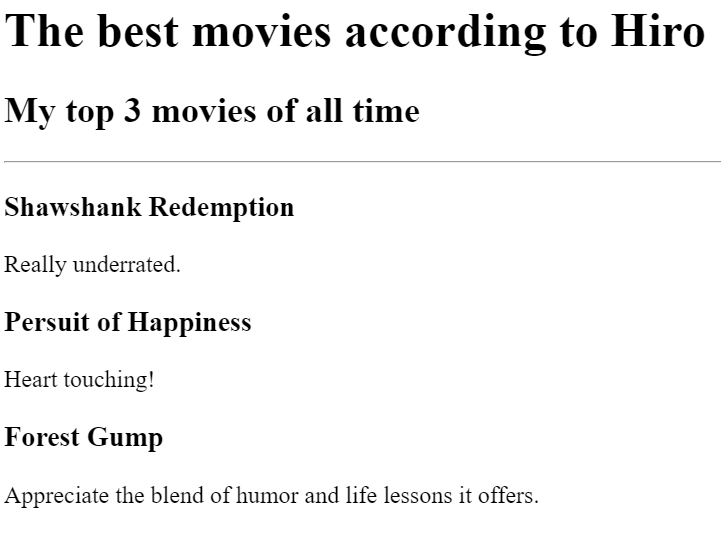 The best movies according to Hiro
My top 3 movies of all time
Shawshank Redemption
Really underrated.
Persuit of Happiness
Heart touching!
Forest Gump
Appreciate the blend of humor and life lessons it offers.